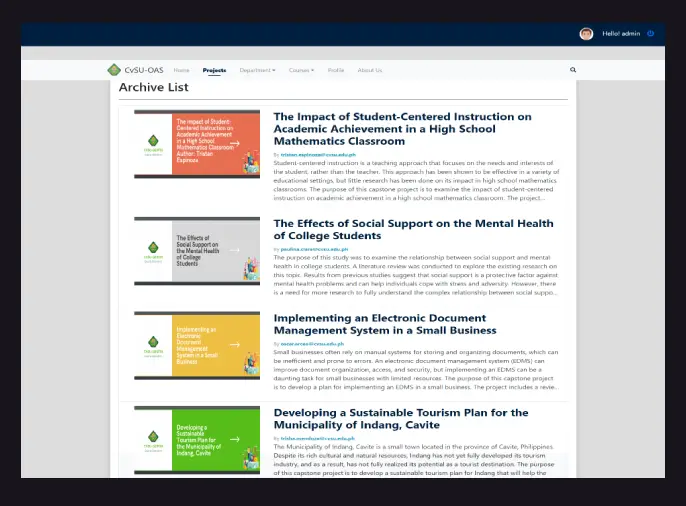 Hello! admin
CvSU-OAS Home Projects Department Courses Profile About Us
Archive List
The Impact of Student-Centered Instruction on Academic Achievement in a High School Mathematics Classroom Author: Tristan Espinoza
The Impact of Student-Centered Instruction on
Academic Achievement in a High School
Mathematics Classroom
By tristan.espinoza@cvsu.edu.ph
Student-centered instruction is a teaching approach that focuses on the needs and interests of
the student, rather than the teacher. This approach has been shown to be effective in a variety of
educational settings, but little research has been done on its impact in high school mathematics
classrooms. The purpose of this capstone project is to examine the impact of student-centered
instruction on academic achievement in a high school mathematics classroom. The project...
The Effects of
Social Support on
the Mental Health
of College
Students
The Effects of Social Support on the Mental Health
of College Students
By
The purpose of this study was to examine the relationship between social support and mental
health in college students. A literature review was conducted to explore the existing research on
this topic. Results from previous studies suggest that social support is a protective factor against
mental health problems and can help individuals cope with stress and adversity. However, there
is a need for more research to fully understand the complex relationship between social suppo...
Implementing an
Electronic
Document
Management
System in a Small
Business
Implementing an Electronic Document
Management System in a Small Business
By
Small businesses often rely on manual systems for storing and organizing documents, which can
be inefficient and prone to errors. An electronic document management system (EDMS) can
improve document organization, access, and security, but implementing an EDMS can be a
daunting task for small businesses with limited resources. The purpose of this capstone project
is to develop a plan for implementing an EDMS in a small business. The project includes a revie...
Developing a
Sustainable
Tourism Plan for
the Municipality of
Indang, Cavite
Developing a Sustainable Tourism Plan for the
Municipality of Indang, Cavite
By
The Municipality of Indang, Cavite is a small town located in the province of Cavite, Philippines.
Despite its rich cultural and natural resources, Indang has not yet fully developed its tourism
industry, and as a result, has not fully realized its potential as a tourist destination. The purpose
of this capstone project is to develop a sustainable tourism plan for Indang that will help the